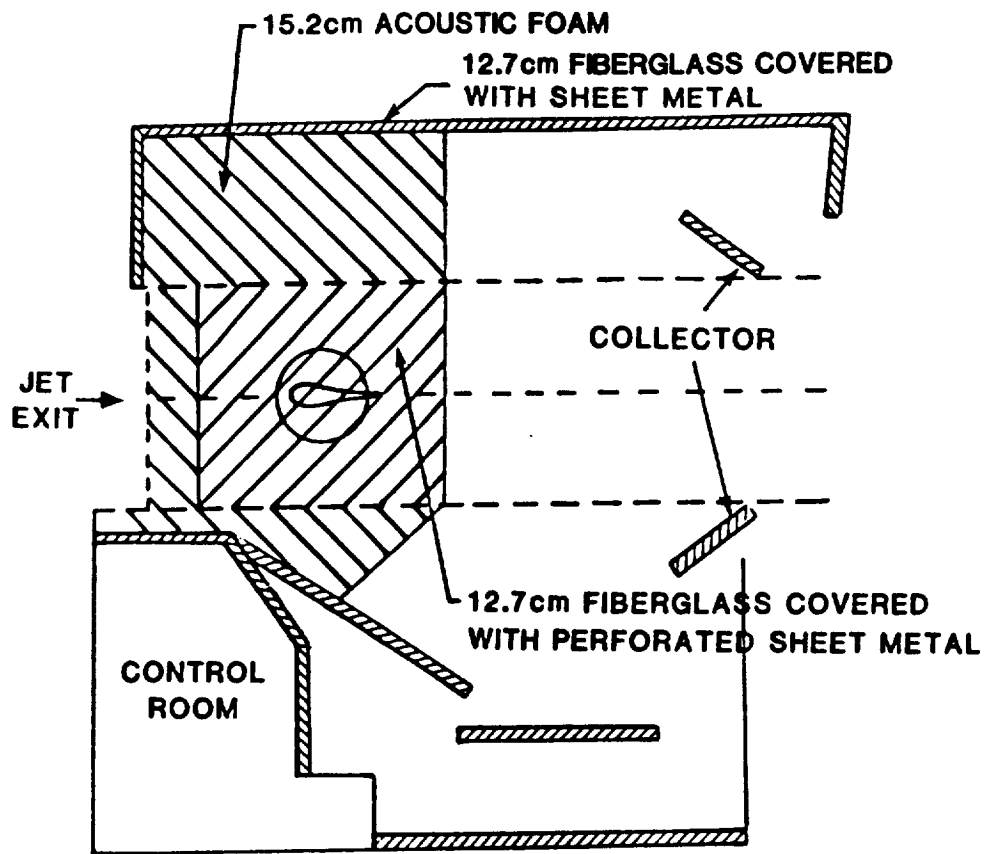 15.2cm ACOUSTIC FOAM
12.7cm FIBERGLASS COVERED
WITH SHEET METAL
COLLECTOR
JET
EXIT
12.7cm FIBERGLASS COVERED
WITH PERFORATED SHEET METAL
CONTROL
ROOM